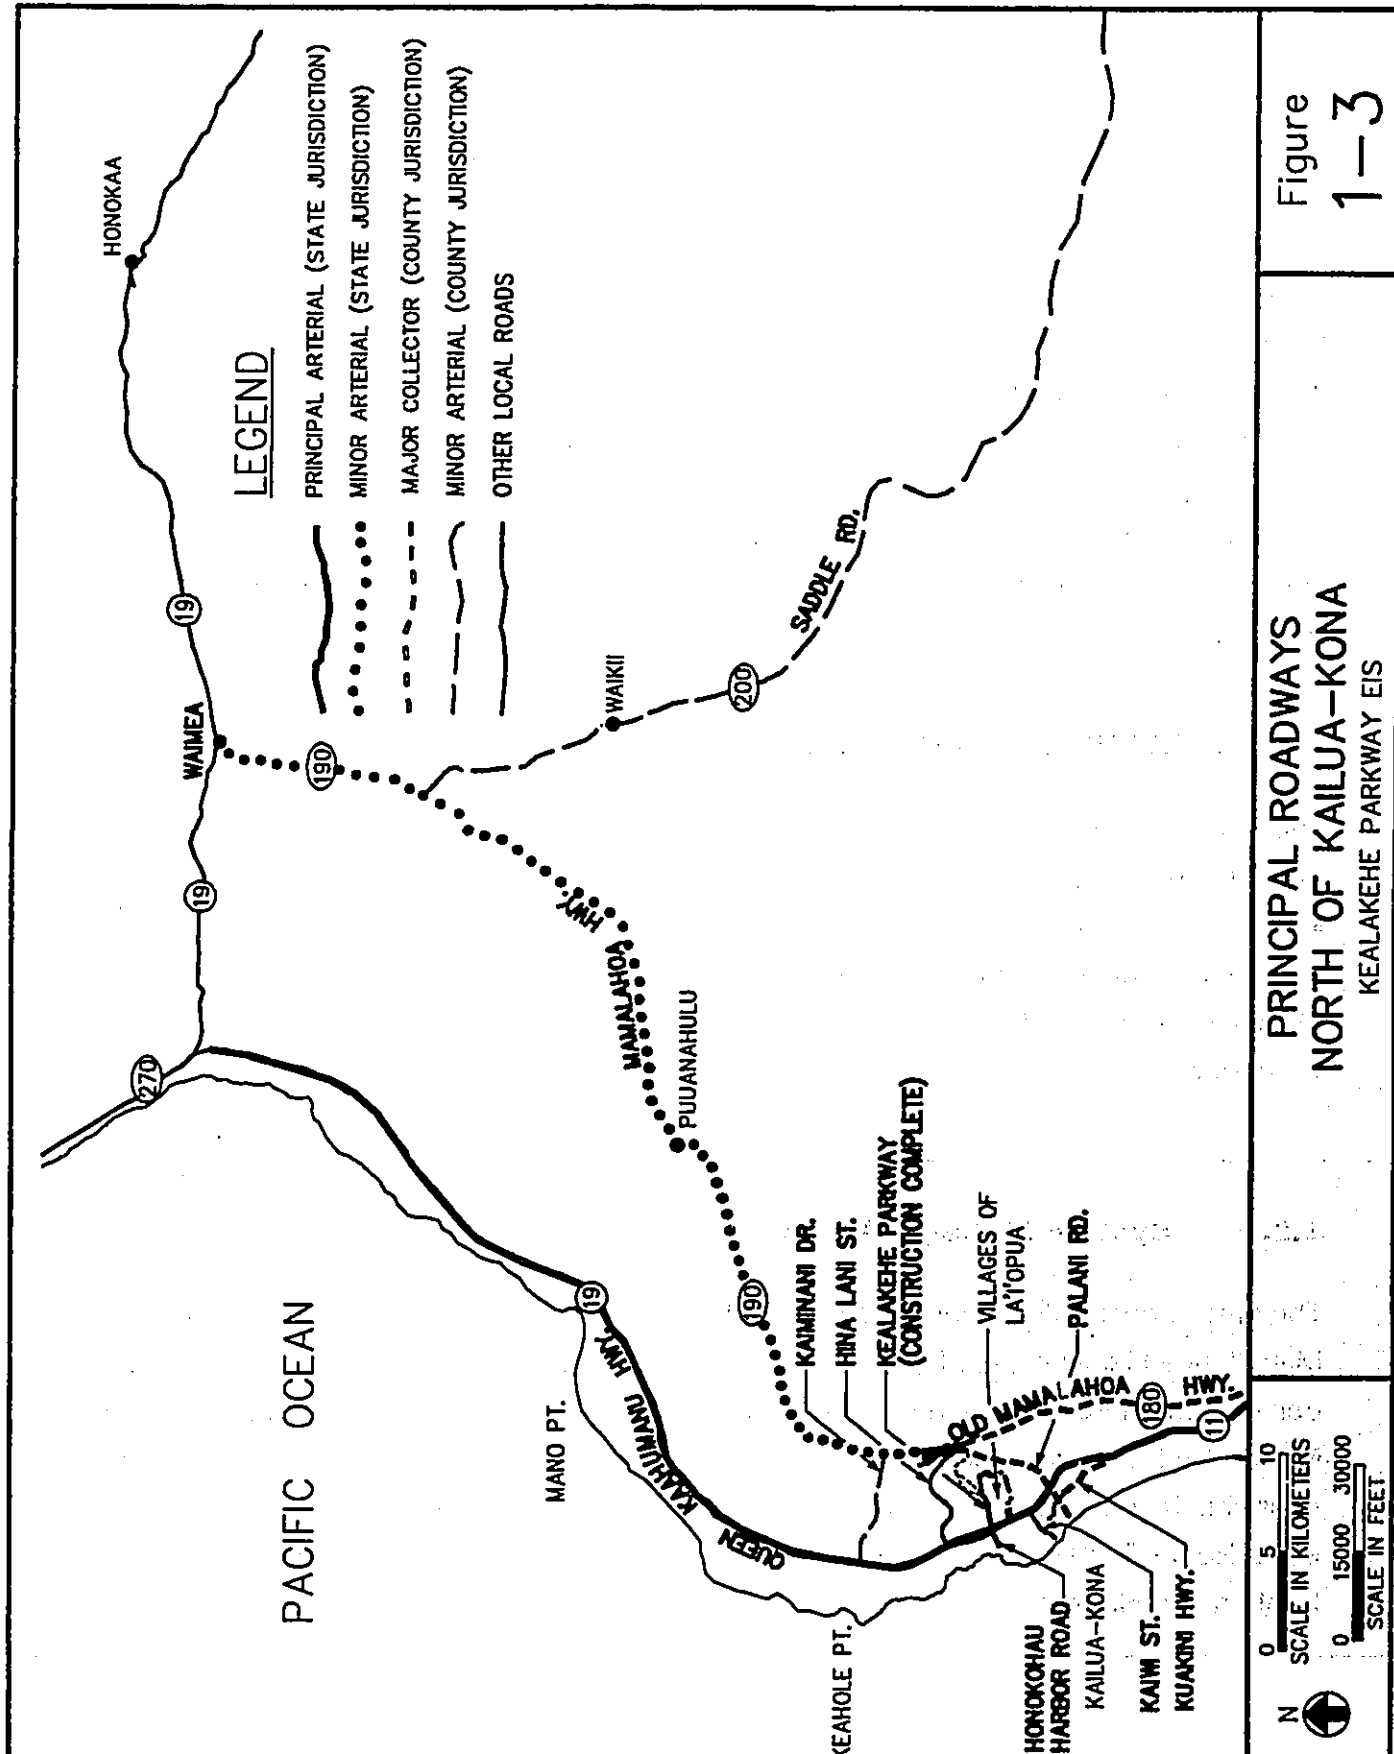 HONOKAA
19
WAIMEA
19
270
190
LEGEND
PRINCIPAL ARTERIAL (STATE JURISDICTION)
MINOR ARTERIAL (STATE JURISDICTION)
MAJOR COLLECTOR (COUNTY JURISDICTION)
MINOR ARTERIAL (COUNTY JURISDICTION)
OTHER LOCAL ROADS
WAIKII
200
SADDLE RD.
MAMALAHOA HWY.
PUUANAHULU
190
PACIFIC OCEAN
19
QUEEN KAAHUMANU HWY.
MANO PT.
KEAHOLE PT.
KAIMINANI DR.
HINA LANI ST.
KEALAKEHE PARKWAY
(CONSTRUCTION COMPLETE)
VILLAGES OF
LA'I'OPUA
PALANI RD.
OLD MAMALAHOA HWY.
180
11
HONOKOHAU
HARBOR ROAD
KAILUA-KONA
KAIWI ST.
KUAKINI HWY.
N
0 5 10
SCALE IN KILOMETERS
0 15000 30000
SCALE IN FEET
PRINCIPAL ROADWAYS
NORTH OF KAILUA-KONA
KEALAKEHE PARKWAY EIS
Figure
1-3